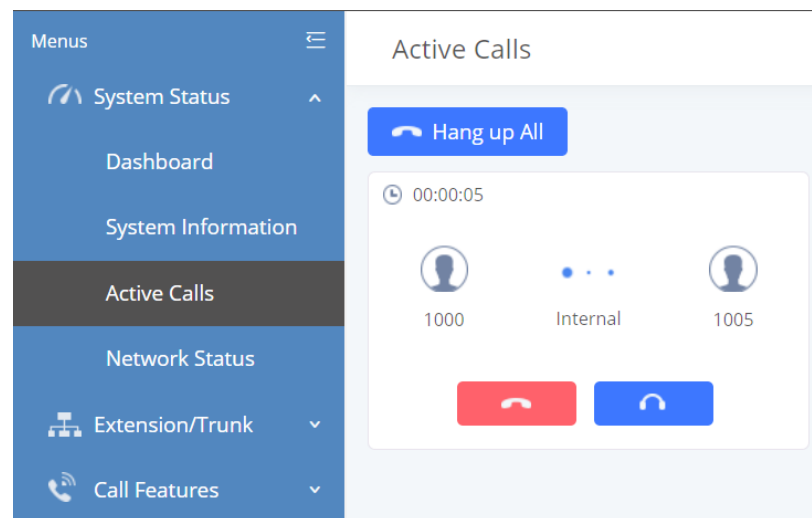 Menus
System Status
Dashboard
System Information
Active Calls
Network Status
Extension/Trunk
Call Features
Active Calls
Hang up All
00:00:05
1000
Internal
1005